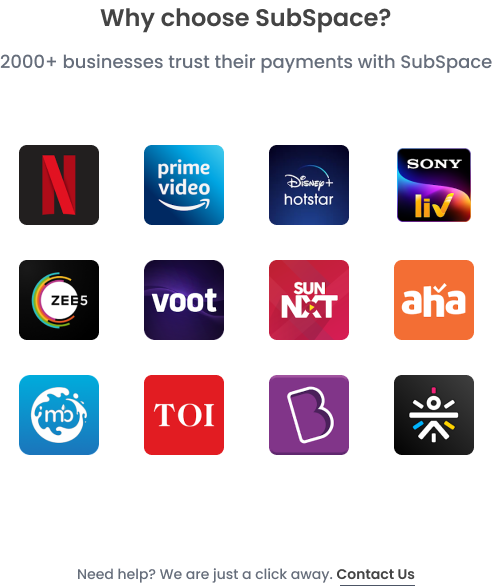 Why choose SubSpace?
2000+ businesses trust their payments with SubSpace
N
prime
video
Disney+
hotstar
SONY
liv
ZEE5
voot
SUN
NXT
aha
mb
TOI
B
Need help? We are just a click away. Contact Us